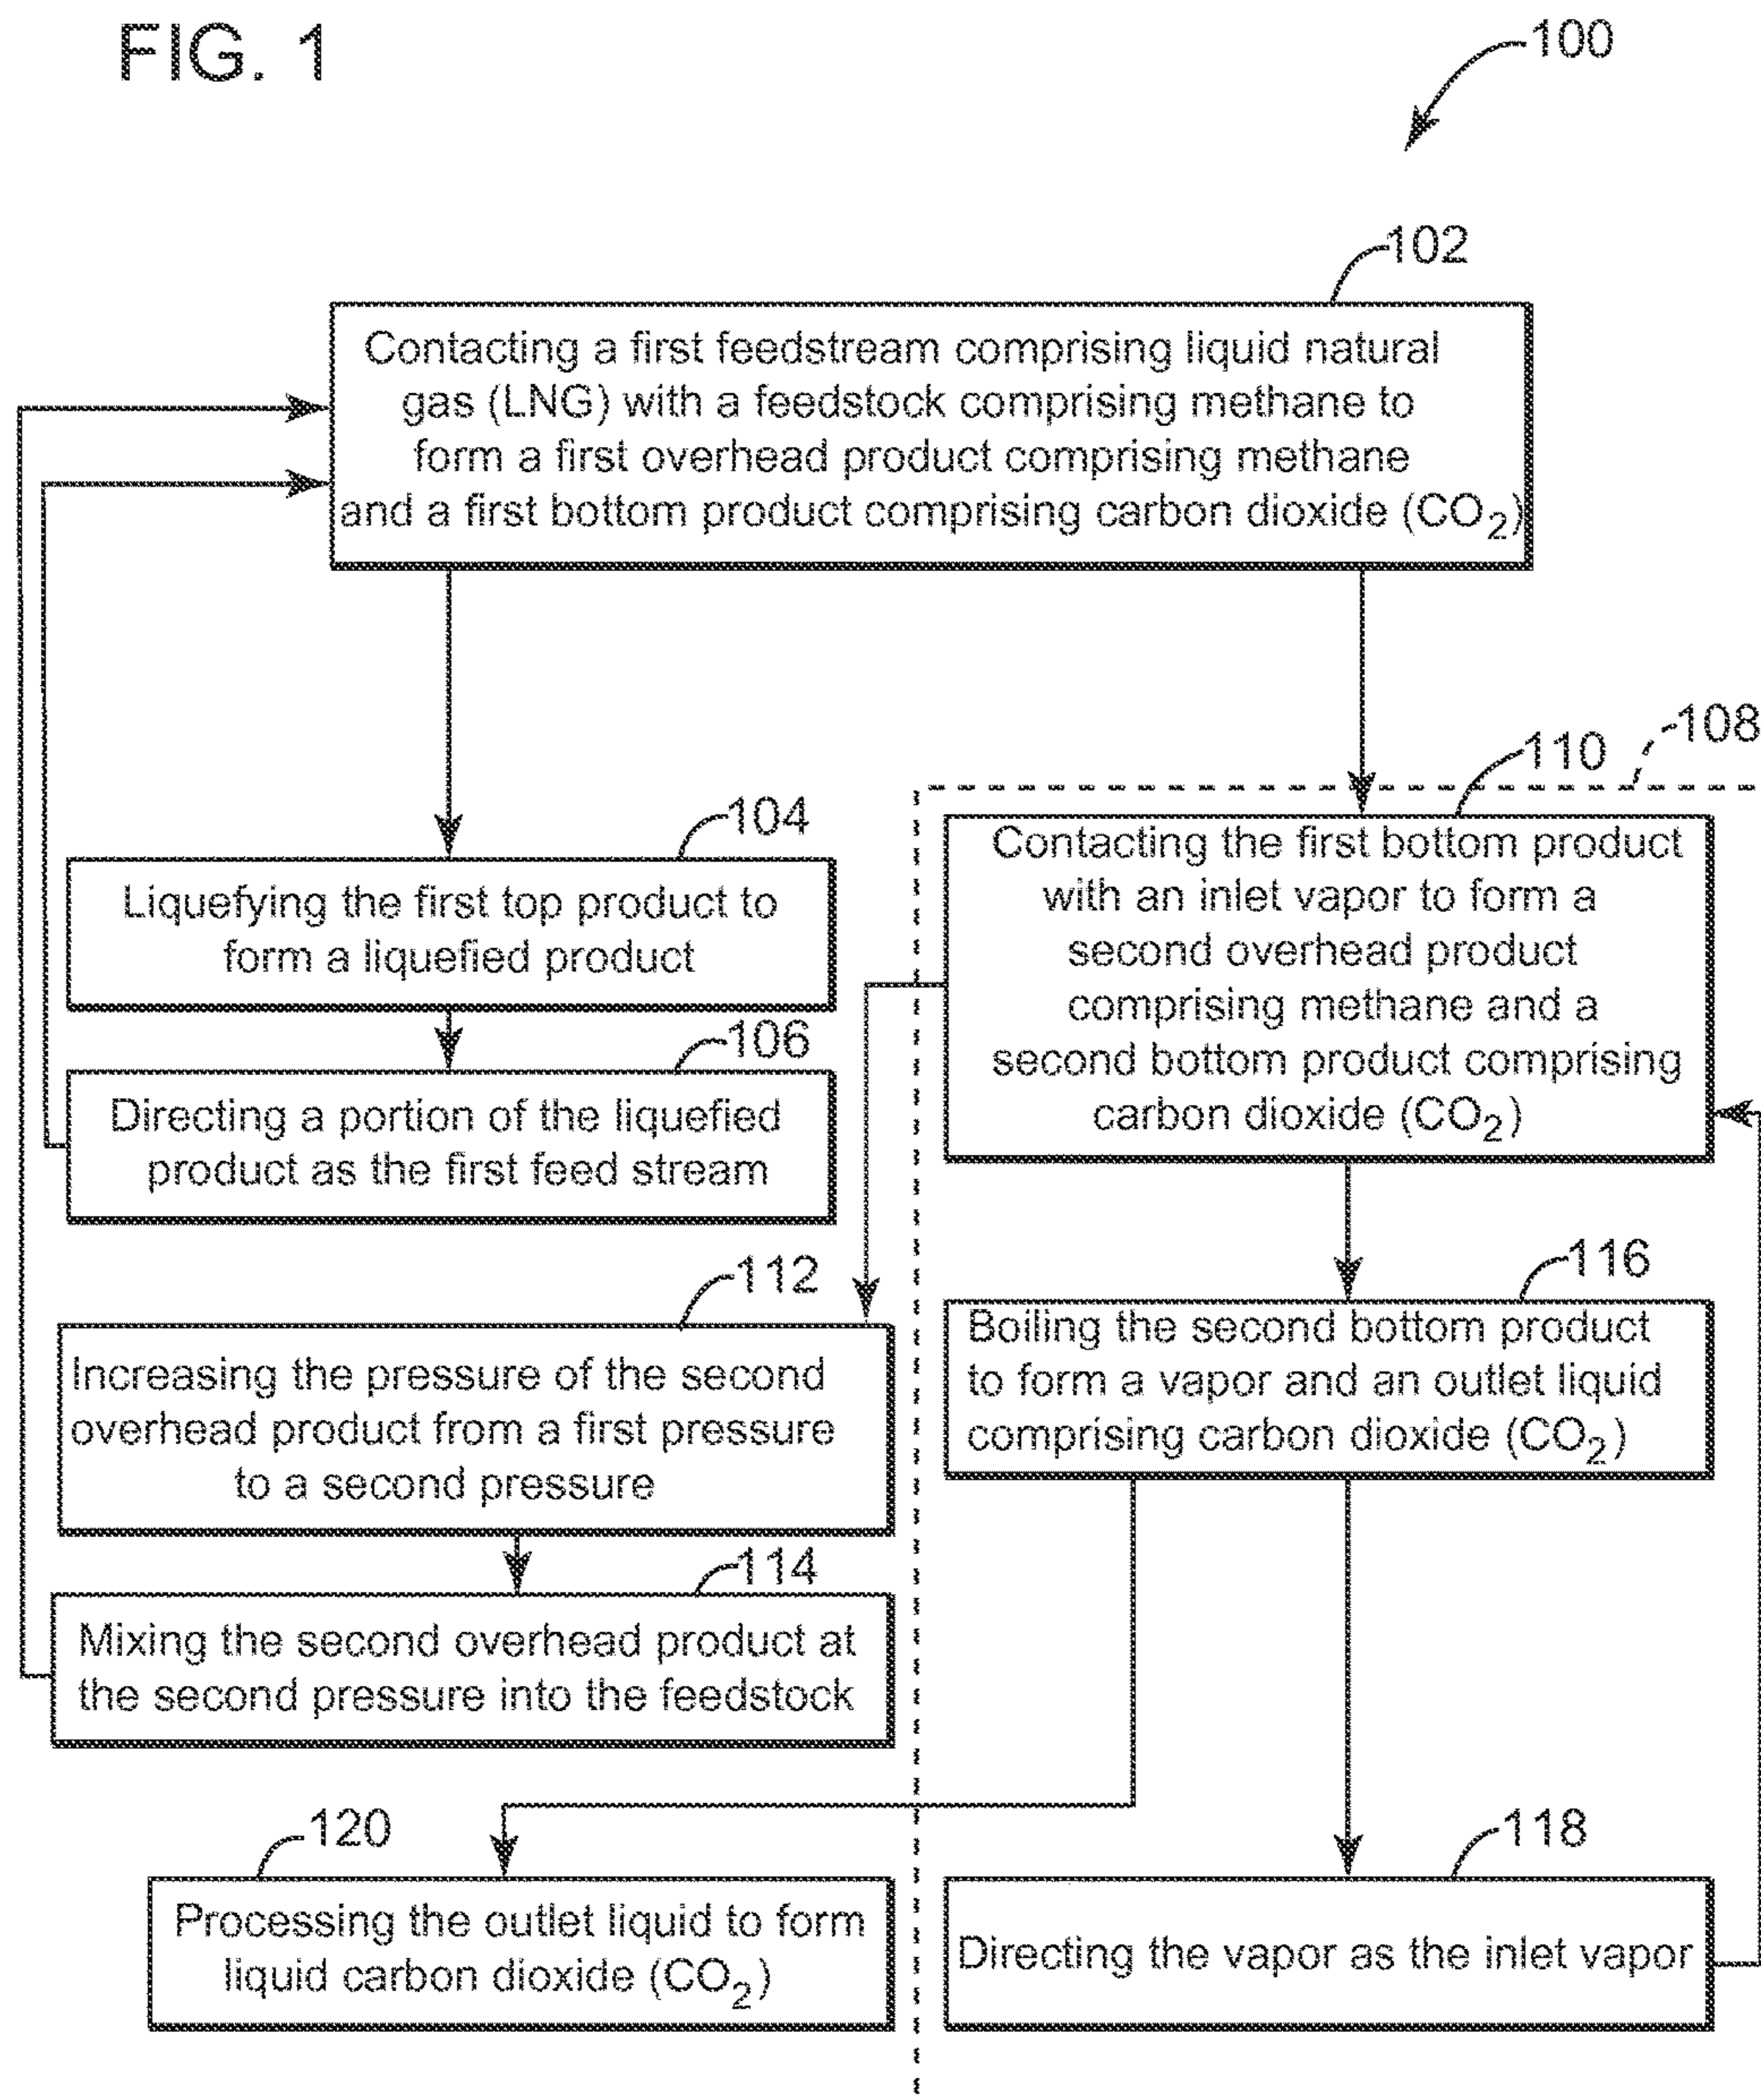 FIG. 1
100
102
Contacting a first feedstream comprising liquid natural
gas (LNG) with a feedstock comprising methane to
form a first overhead product comprising methane
and a first bottom product comprising carbon dioxide (CO₂)
108
110
Contacting the first bottom product
with an inlet vapor to form a
second overhead product
comprising methane and a
second bottom product comprising
carbon dioxide (CO₂)
104
Liquefying the first top product to
form a liquefied product
106
Directing a portion of the liquefied
product as the first feed stream
112
Increasing the pressure of the second
overhead product from a first pressure
to a second pressure
116
Boiling the second bottom product
to form a vapor and an outlet liquid
comprising carbon dioxide (CO₂)
114
Mixing the second overhead product at
the second pressure into the feedstock
120
Processing the outlet liquid to form
liquid carbon dioxide (CO₂)
118
Directing the vapor as the inlet vapor